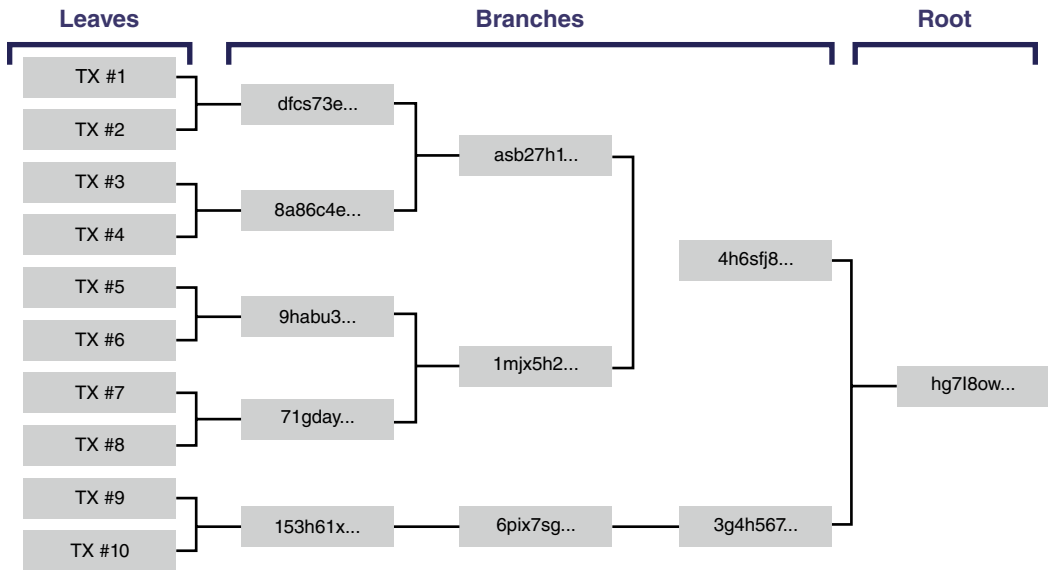 Leaves
Branches
Root
TX #1
TX #2
TX #3
TX #4
TX #5
TX #6
TX #7
TX #8
TX #9
TX #10
dfcs73e...
8a86c4e...
9habu3...
71gday...
153h61x...
asb27h1...
1mjx5h2...
6pix7sg...
4h6sfj8...
3g4h567...
hg7I8ow...